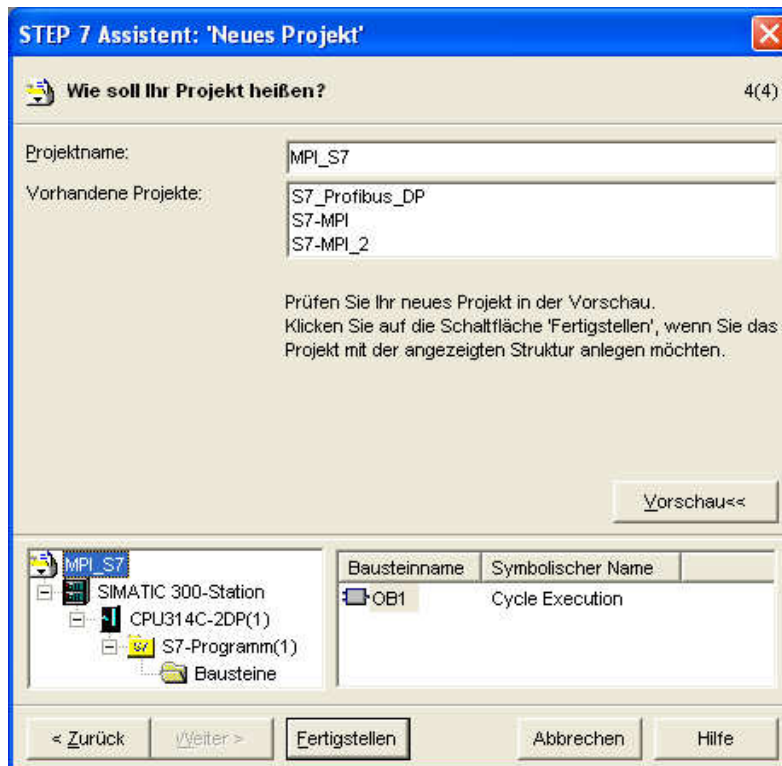 STEP 7 Assistent: 'Neues Projekt'
Wie soll Ihr Projekt heißen?
4(4)
Projektname:
MPI_S7
Vorhandene Projekte:
S7_Profibus_DP
S7-MPI
S7-MPI_2
Prüfen Sie Ihr neues Projekt in der Vorschau.
Klicken Sie auf die Schaltfläche 'Fertigstellen', wenn Sie das
Projekt mit der angezeigten Struktur anlegen möchten.
Vorschau<<
MPI_S7
SIMATIC 300-Station
CPU314C-2DP(1)
S7-Programm(1)
Bausteine
Bausteinname Symbolischer Name
OB1 Cycle Execution
< Zurück Weiter > Fertigstellen Abbrechen Hilfe